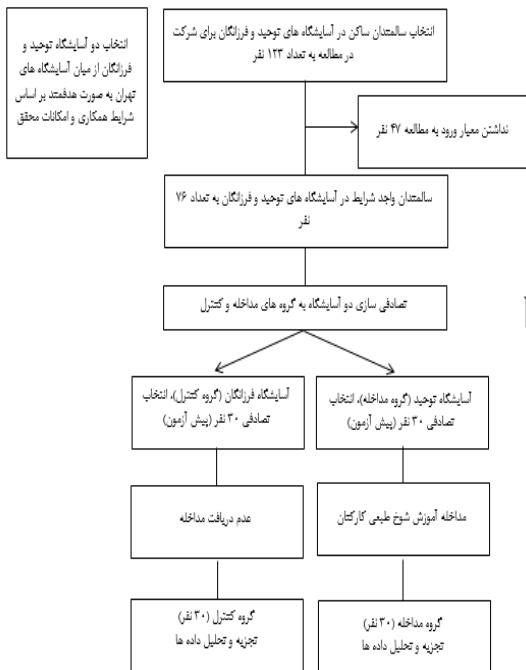 انتخاب دو آسایشگاه توحید و
فرزانگان از میان آسایشگاه های
تهران به صورت هدفمند بر اساس
شرایط همکاری و امکانات محقق
انتخاب سالمندان ساکن در آسایشگاه های توحید و فرزانگان برای شرکت
در مطالعه به تعداد ۱۲۳ نفر
نداشتن معیار ورود به مطالعه ۴۷ نفر
سالمندان واجد شرایط در آسایشگاه های توحید و فرزانگان به تعداد ۷۶
نفر
تصادفی سازی دو آسایشگاه به گروه های مداخله و کنترل
آسایشگاه توحید (گروه مداخله)، انتخاب
تصادفی ۳۰ نفر (پیش آزمون)
آسایشگاه فرزانگان (گروه کنترل)، انتخاب
تصادفی ۳۰ نفر (پیش آزمون)
مداخله آموزش شوخ طبعی کارکنان
عدم دریافت مداخله
گروه مداخله (۳۰ نفر)
تجزیه و تحلیل داده ها
گروه کنترل (۳۰ نفر)
تجزیه و تحلیل داده ها